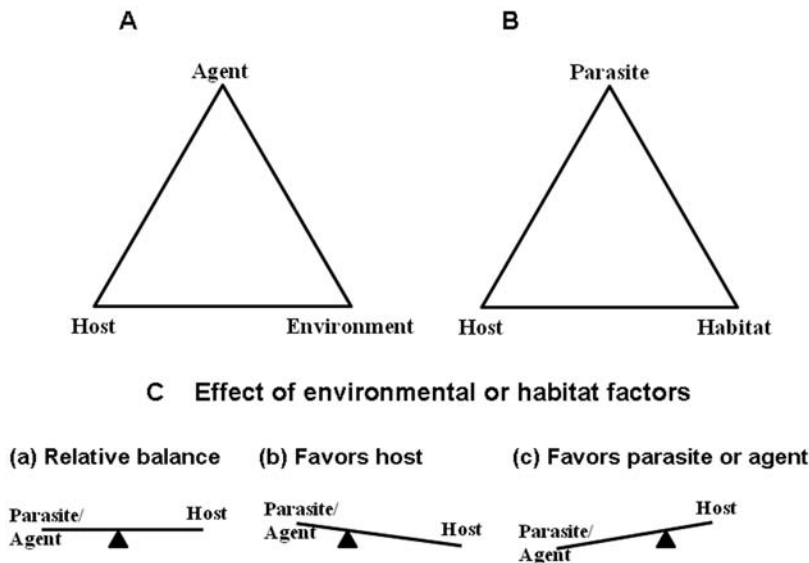 A
B
Agent
Parasite
Host
Environment
Host
Habitat
C Effect of environmental or habitat factors
(a) Relative balance
(b) Favors host
(c) Favors parasite or agent
Parasite/
Agent
Host
Parasite/
Agent
Host
Parasite/
Agent
Host